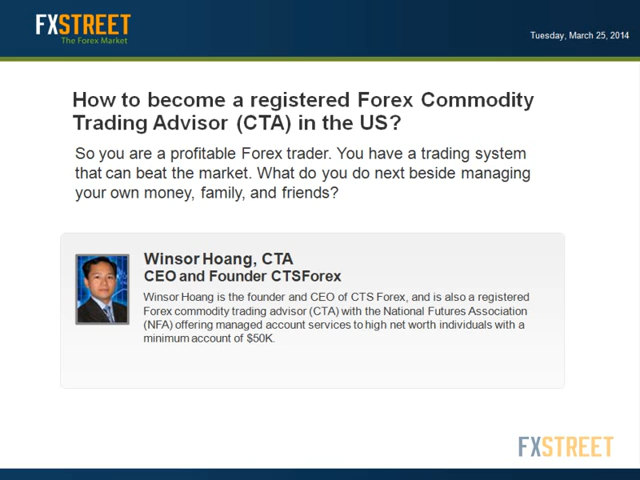 FXSTREET
The Forex Market
Tuesday, March 25, 2014
How to become a registered Forex Commodity
Trading Advisor (CTA) in the US?
So you are a profitable Forex trader. You have a trading system
that can beat the market. What do you do next beside managing
your own money, family, and friends?
Winsor Hoang, CTA
CEO and Founder CTSForex
Winsor Hoang is the founder and CEO of CTS Forex, and is also a registered
Forex commodity trading advisor (CTA) with the National Futures Association
(NFA) offering managed account services to high net worth individuals with a
minimum account of $50K.
FXSTREET